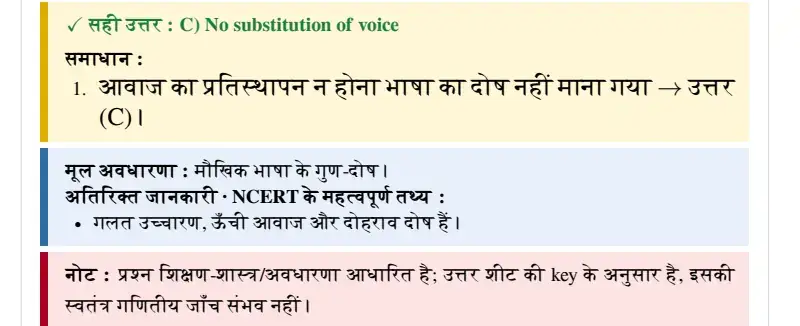 ✓ सही उत्तर : C) No substitution of voice
समाधान :
1. आवाज का प्रतिस्थापन न होना भाषा का दोष नहीं माना गया → उत्तर
(C)।
मूल अवधारणा : मौखिक भाषा के गुण-दोष।
अतिरिक्त जानकारी · NCERT के महत्वपूर्ण तथ्य :
• गलत उच्चारण, ऊँची आवाज और दोहराव दोष हैं।
नोट : प्रश्न शिक्षण-शास्त्र/अवधारणा आधारित है; उत्तर शीट की key के अनुसार है, इसकी
स्वतंत्र गणितीय जाँच संभव नहीं।